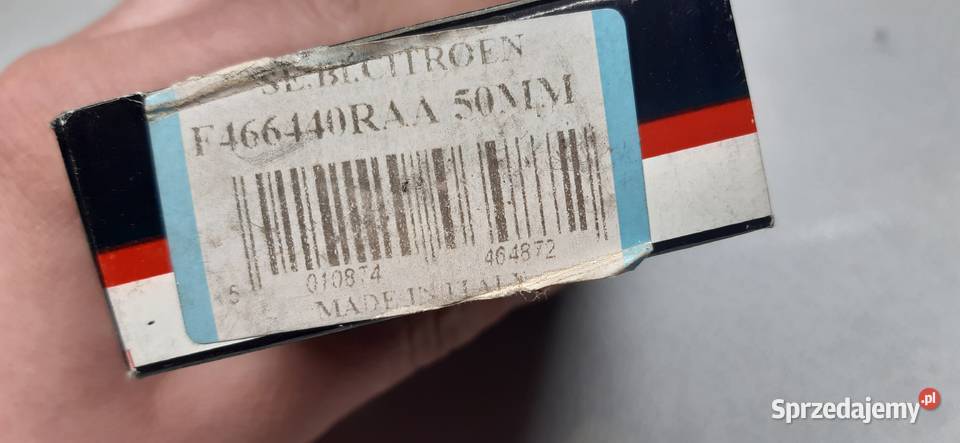 SE.BI.CITROEN
F466440RAA 50MM
5 010874 464872
MADE IN ITALY
Sprzedajemy.pl